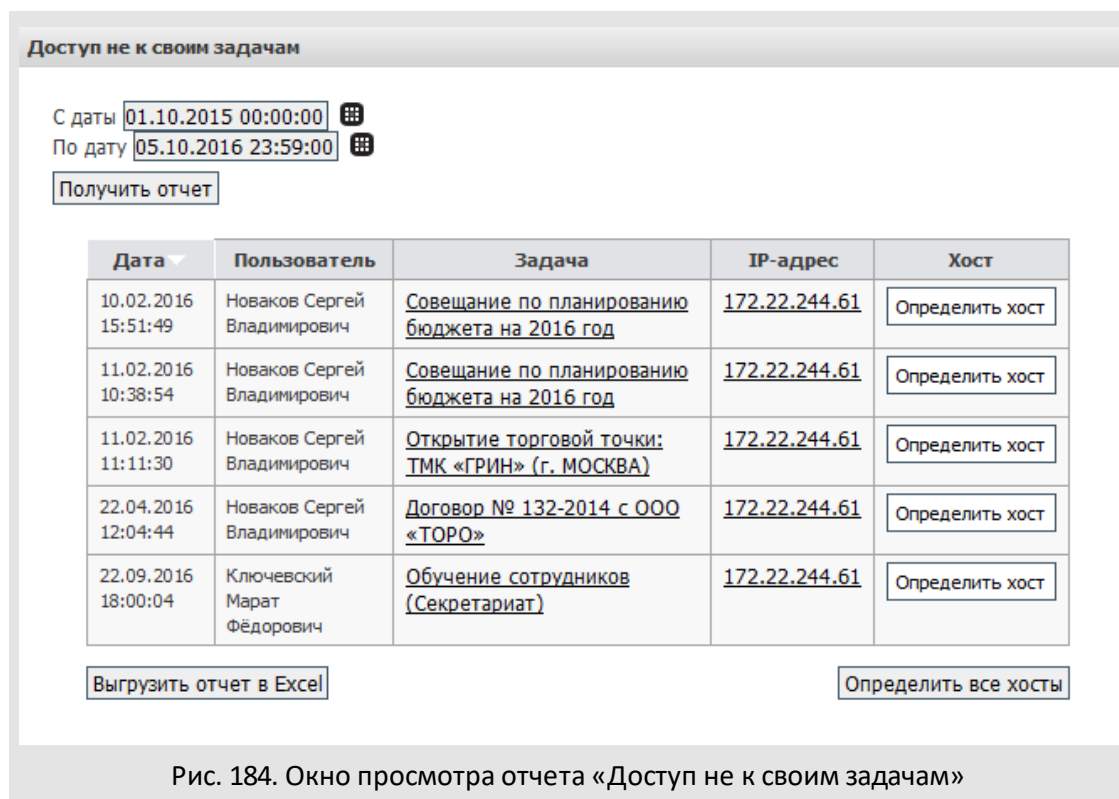 Доступ не к своим задачам
С даты 01.10.2015 00:00:00
По дату 05.10.2016 23:59:00
Получить отчет
Дата Пользователь Задача IP-адрес Хост
10.02.2016 Новаков Сергей Совещание по планированию 172.22.244.61 Определить хост
15:51:49 Владимирович бюджета на 2016 год
11.02.2016 Новаков Сергей Совещание по планированию 172.22.244.61 Определить хост
10:38:54 Владимирович бюджета на 2016 год
11.02.2016 Новаков Сергей Открытие торговой точки: 172.22.244.61 Определить хост
11:11:30 Владимирович ТМК «ГРИН» (г. МОСКВА)
22.04.2016 Новаков Сергей Договор № 132-2014 с ООО 172.22.244.61 Определить хост
12:04:44 Владимирович «ТОРО»
22.09.2016 Ключевский Обучение сотрудников 172.22.244.61 Определить хост
18:00:04 Марат (Секретариат)
Фёдорович
Выгрузить отчет в Excel Определить все хосты
Рис. 184. Окно просмотра отчета «Доступ не к своим задачам»